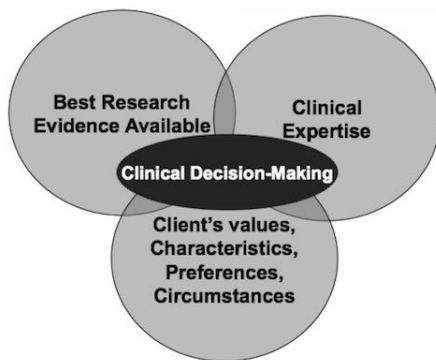 Best Research
Evidence Available
Clinical
Expertise
Clinical Decision-Making
Client’s values,
Characteristics,
Preferences,
Circumstances